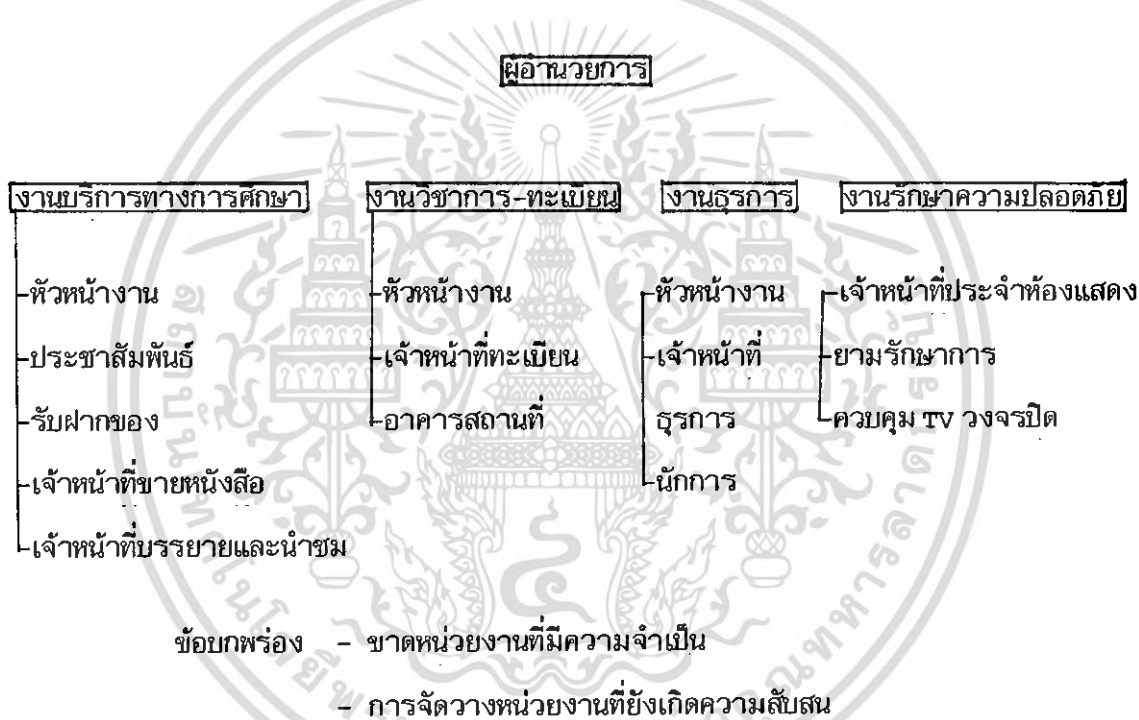 ผู้อำนวยการ
งานบริการทางการศึกษา งานวิชาการ-ทะเบียน งานธุรการ งานรักษาความปลอดภัย
-หัวหน้างาน -หัวหน้างาน -หัวหน้างาน -เจ้าหน้าที่ประจำห้องแสดง
-ประชาสัมพันธ์ -เจ้าหน้าที่ทะเบียน -เจ้าหน้าที่ -ยามรักษาการ
-รับฝากของ -อาคารสถานที่ ธุรการ -ควบคุม TV วงจรปิด
-เจ้าหน้าที่ขายหนังสือ -นักการ
-เจ้าหน้าที่บรรยายและนำชม
ข้อบกพร่อง - ขาดหน่วยงานที่มีความจำเป็น
- การจัดวางหน่วยงานที่ยังเกิดความสับสน